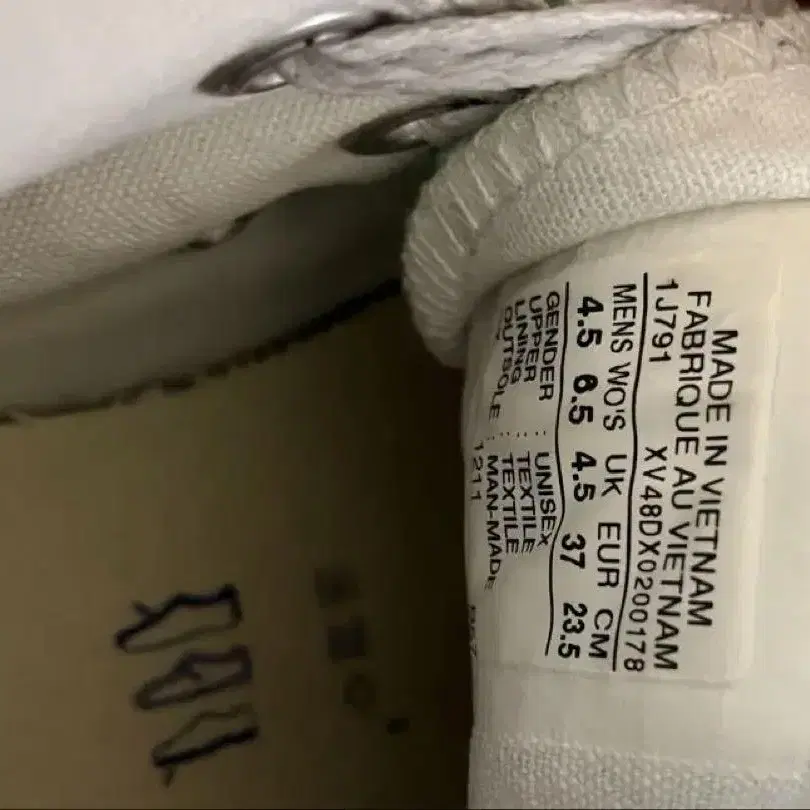 MADE IN VIETNAM
FABRIQUE AU VIETNAM
1J791 XV48DX0200178
MENS WO'S UK EUR CM
4.5 6.5 4.5 37 23.5
GENDER : UNISEX
UPPER : TEXTILE
LINING : TEXTILE
OUTSOLE : MAN-MADE
1211